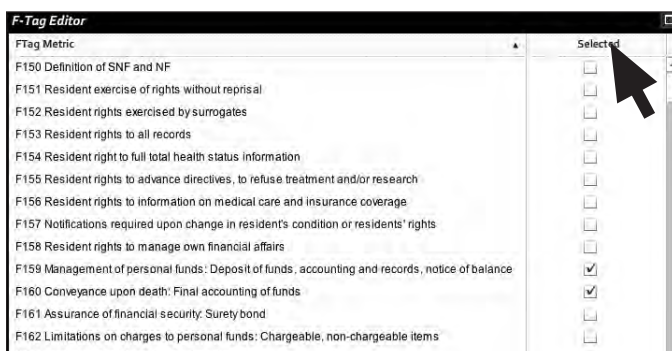 F-Tag Editor
FTag Metric Selected
F150 Definition of SNF and NF
F151 Resident exercise of rights without reprisal
F152 Resident rights exercised by surrogates
F153 Resident rights to all records
F154 Resident right to full total health status information
F155 Resident rights to advance directives, to refuse treatment and/or research
F156 Resident rights to information on medical care and insurance coverage
F157 Notifications required upon change in resident's condition or residents' rights
F158 Resident rights to manage own financial affairs
F159 Management of personal funds: Deposit of funds, accounting and records, notice of balance
F160 Conveyance upon death: Final accounting of funds
F161 Assurance of financial security: Surety bond
F162 Limitations on charges to personal funds: Chargeable, non-chargeable items